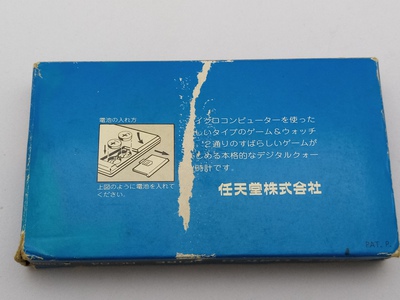 電池の入れ方
上図のように電池を入れて
ください。
イクロコンピューターを使った
しいタイプのゲーム&ウォッチ
、2通りのすばらしいゲームが
しめる本格的なデジタルクォー
時計です。
任天堂株式会社
PAT. P.